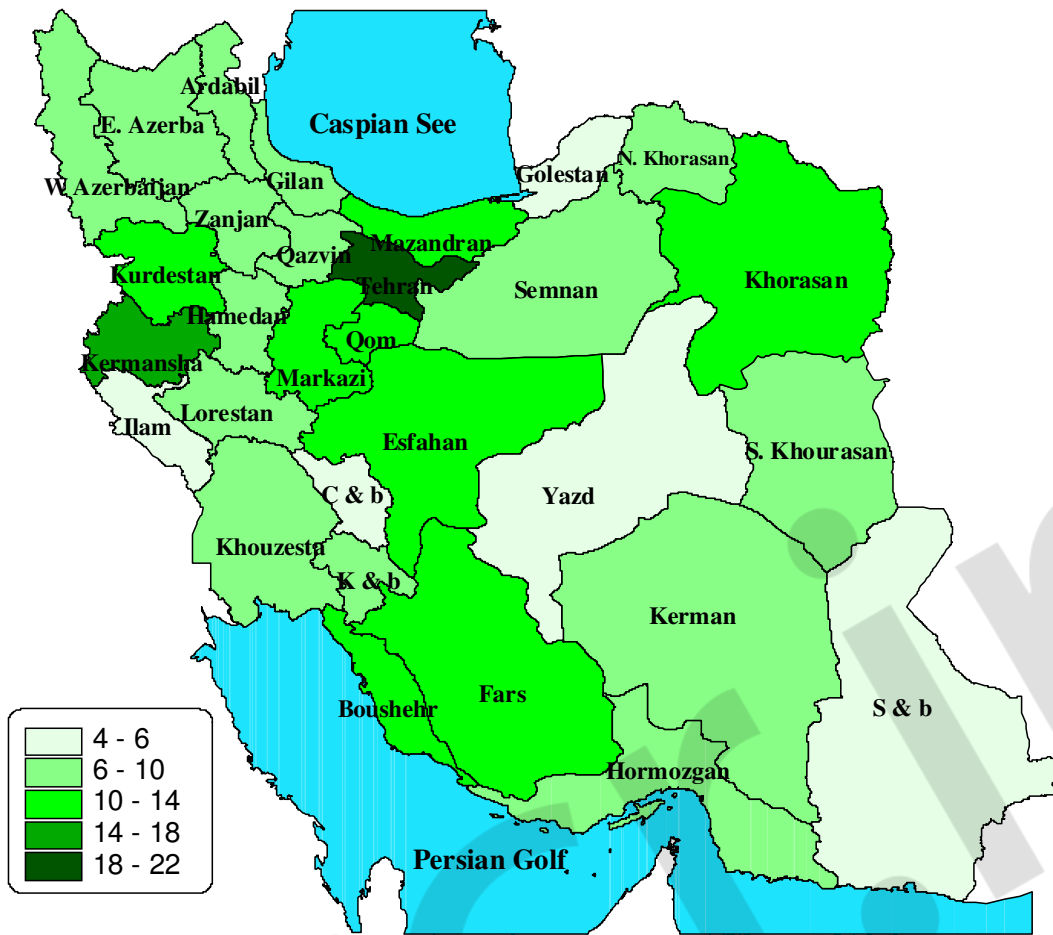 Ardabil
Caspian See
E. Azerba
N. Khorasan
Golestan
Gilan
W. Azerbaijan
Zanjan
Mazandran
Qazvin
Kurdestan
Tehran
Semnan
Khorasan
Hamedan
Qom
Kermansha
Markazi
Lorestan
Ilam
Esfahan
S. Khourasan
C & b
Yazd
Khouzesta
K & b
Kerman
Fars
Boushehr
S & b
Hormozgan
Persian Golf
4 - 6
6 - 10
10 - 14
14 - 18
18 - 22